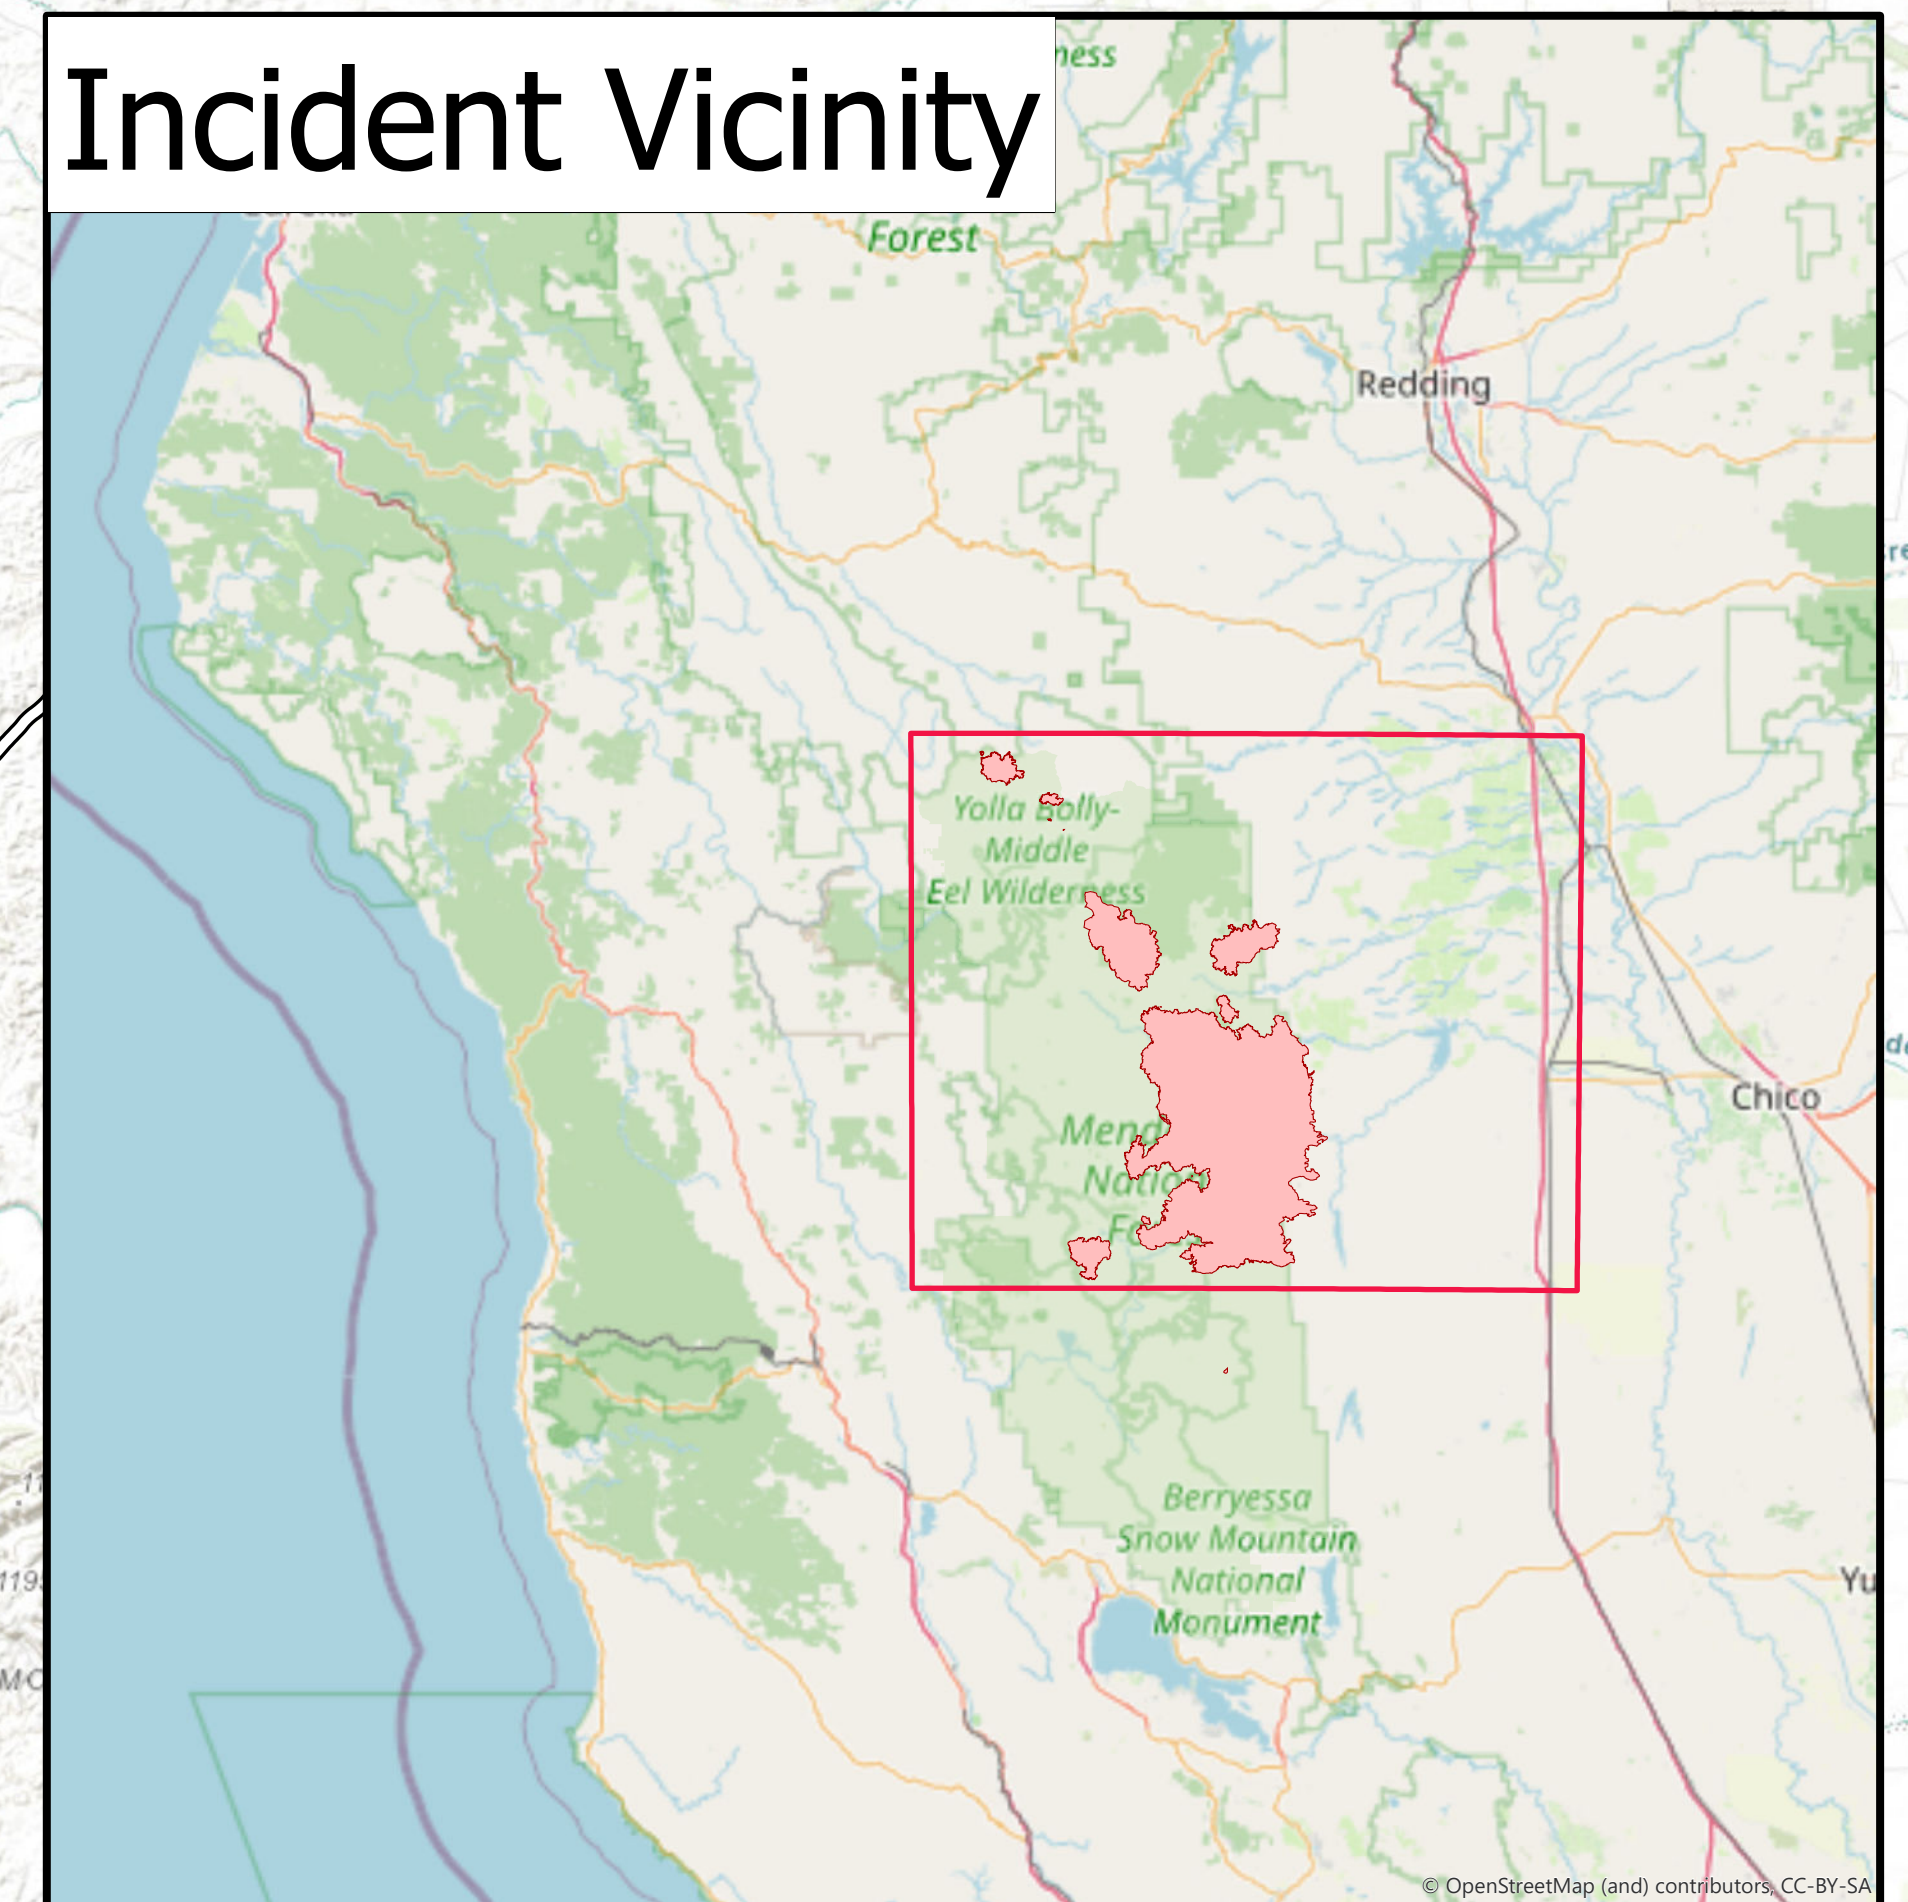 Incident Vicinity
Forest
Redding
Yolla Bolly-
Middle
Eel Wilderness
Chico
Berryessa
Snow Mountain
National
Monument
© OpenStreetMap (and) contributors, CC-BY-SA